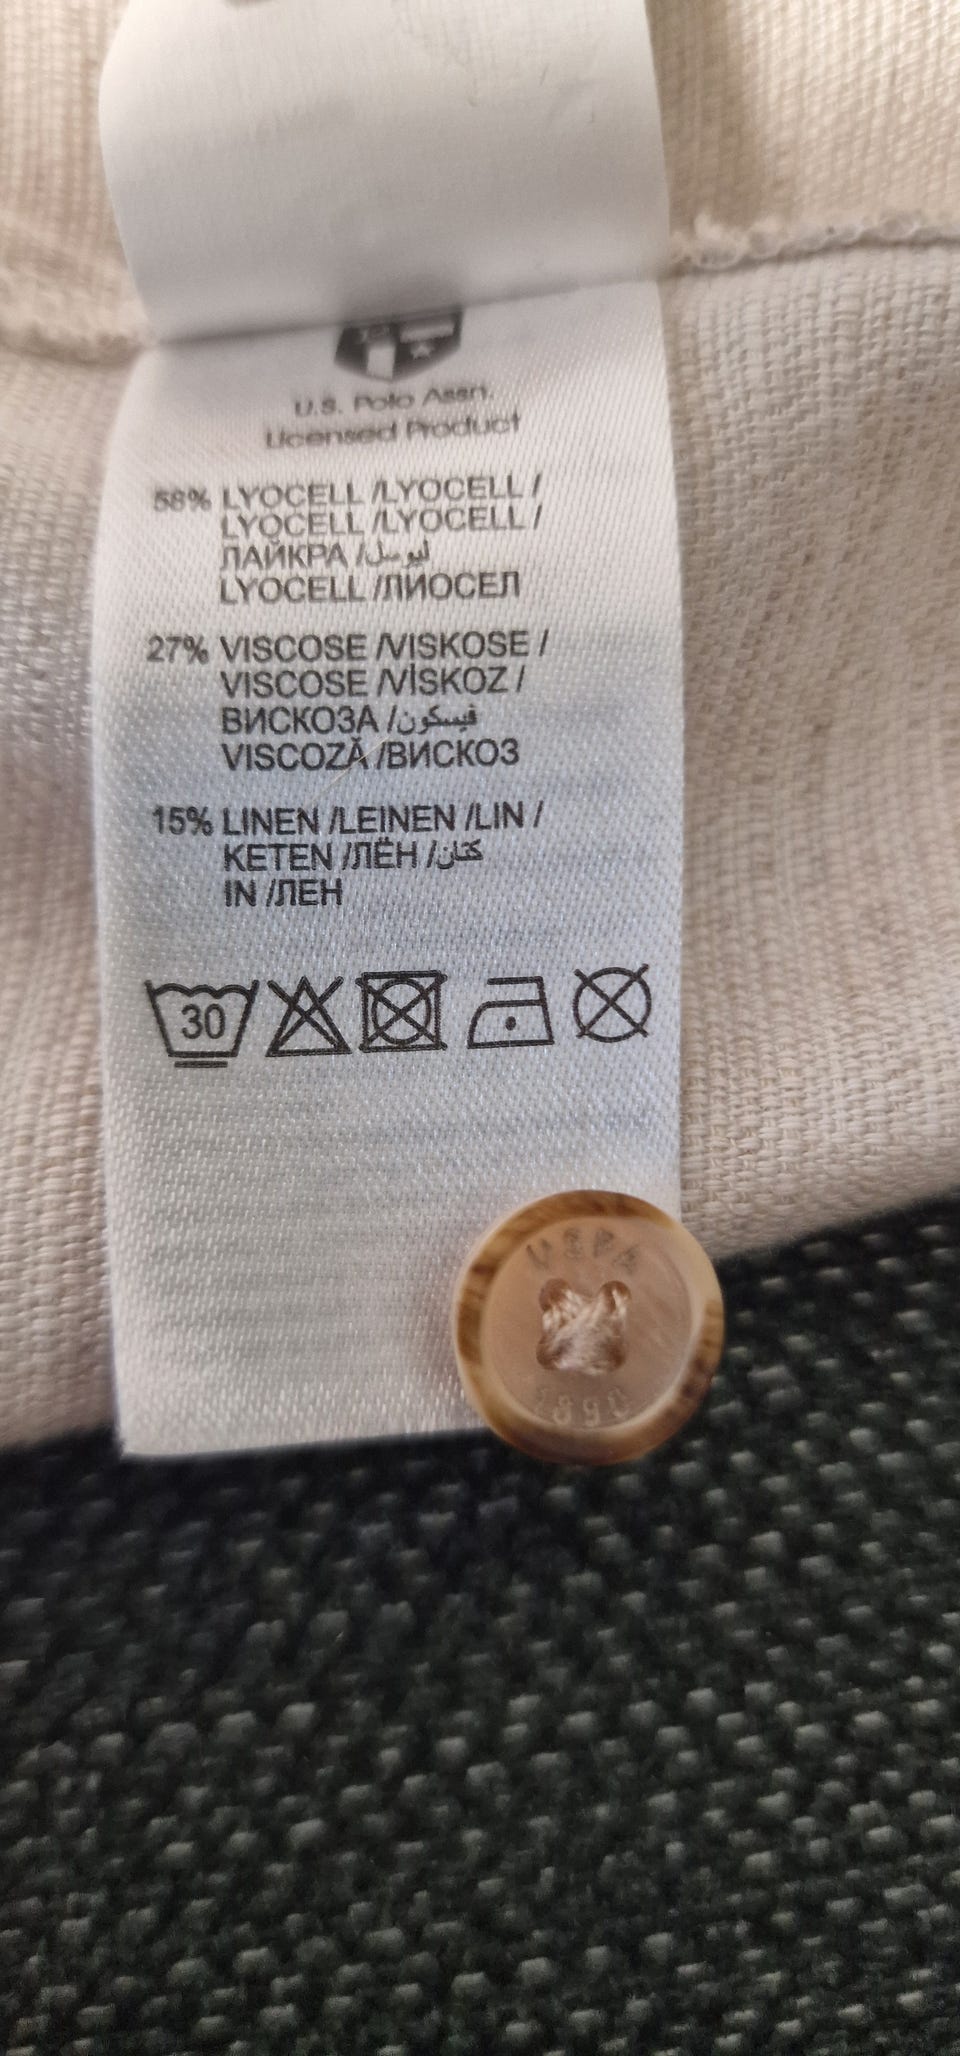 U.S. Polo Assn.
Licensed Product
58% LYOCELL /LYOCELL /
LYOCELL /LYOCELL /
ЛАЙКРА /ليوسل
LYOCELL /ЛИОСЕЛ
27% VISCOSE /VISKOSE /
VISCOSE /VİSKOZ /
ВИСКОЗА /فيسكون
VISCOZĂ /ВИСКОЗ
15% LINEN /LEINEN /LIN /
KETEN /ЛЁН /كتان
IN /ЛЕН
30
USPA
1890